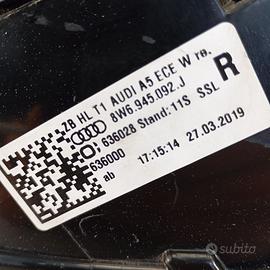 ZB HL T1 AUDI A5 ECE W re.
8W6.945.092.J
R
636028 Stand: 11S SSL
636000
ab
17:15:14 27.03.2019
subito